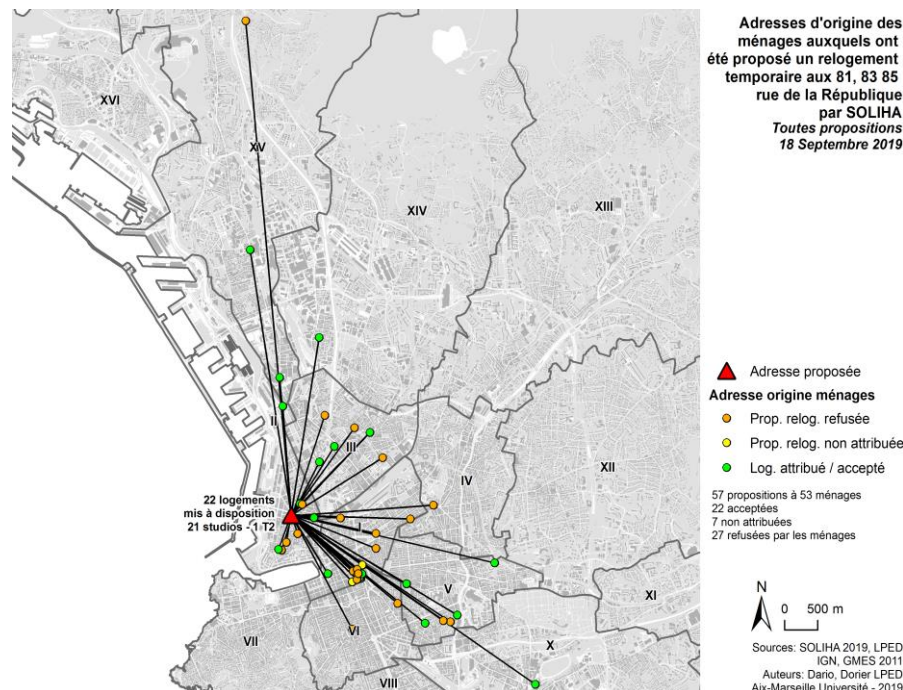 Adresses d'origine des
ménages auxquels ont
été proposé un relogement
temporaire aux 81, 83 85
rue de la République
par SOLIHA
Toutes propositions
18 Septembre 2019
XVI
XV
XIV
XIII
II
III
IV
XII
22 logements
mis à disposition
21 studios - 1 T2
I
V
VI
VII
VIII
X
XI
Adresse proposée
Adresse origine ménages
Prop. relog. refusée
Prop. relog. non attribuée
Log. attribué / accepté
57 propositions à 53 ménages
22 acceptées
7 non attribuées
27 refusées par les ménages
N
0 500 m
Sources: SOLIHA 2019, LPED
IGN, GMES 2011
Auteurs: Dario, Dorier LPED
Aix-Marseille Université - 2019